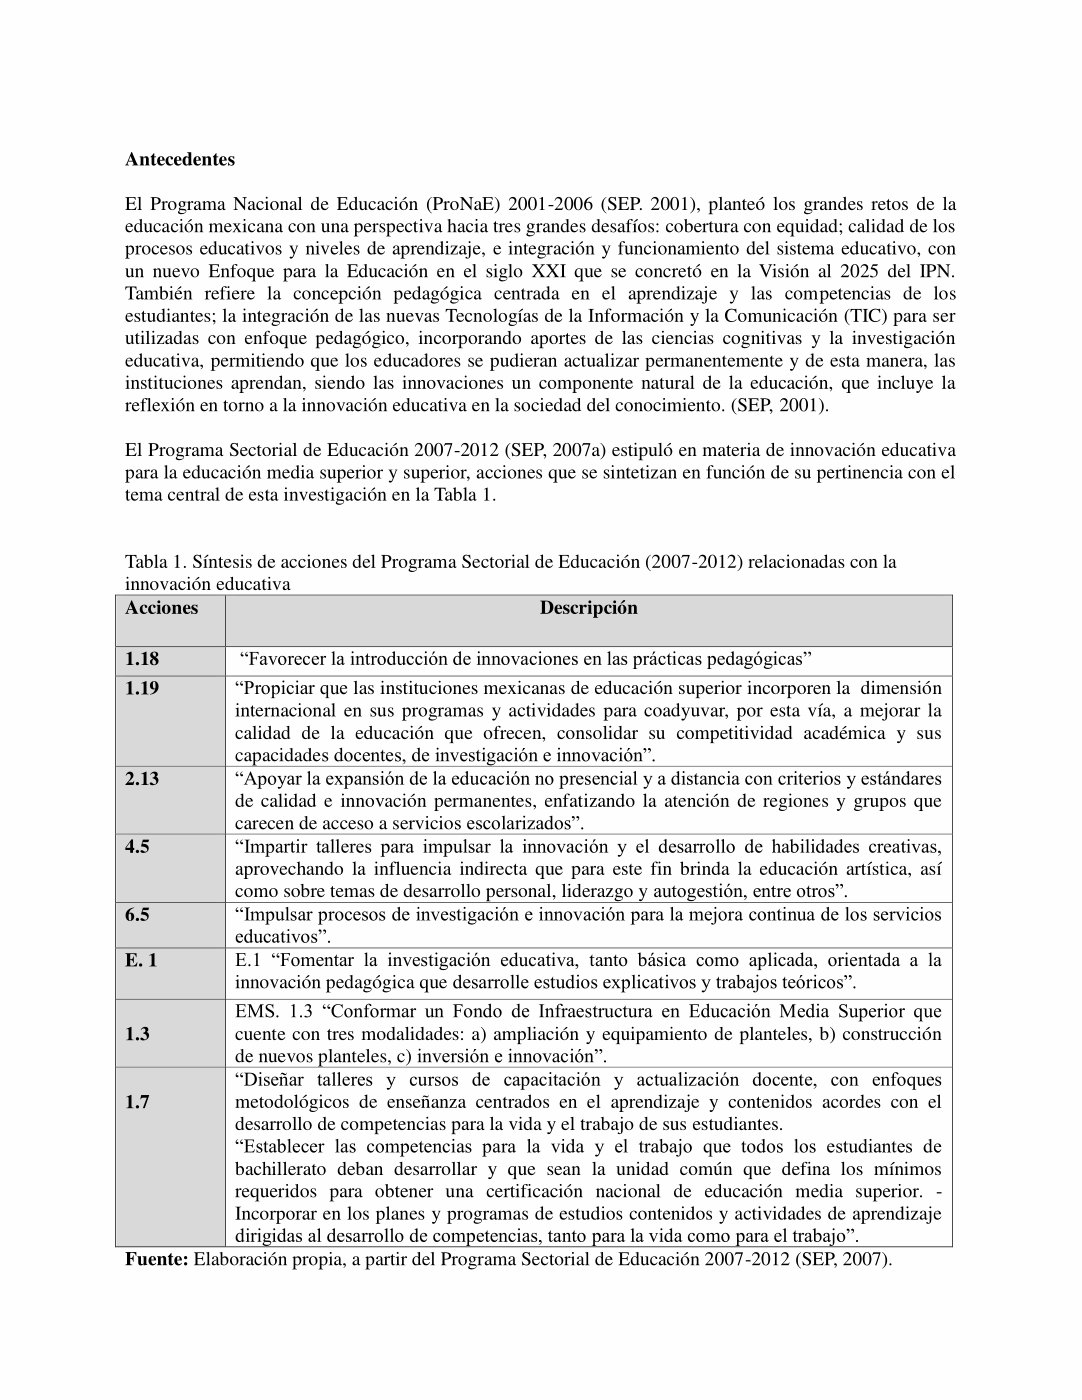 Antecedentes
El Programa Nacional de Educación (ProNaE) 2001-2006 (SEP. 2001), planteó los grandes retos de la
educación mexicana con una perspectiva hacia tres grandes desafíos: cobertura con equidad; calidad de los
procesos educativos y niveles de aprendizaje, e integración y funcionamiento del sistema educativo, con
un nuevo Enfoque para la Educación en el siglo XXI que se concretó en la Visión al 2025 del IPN.
También refiere la concepción pedagógica centrada en el aprendizaje y las competencias de los
estudiantes; la integración de las nuevas Tecnologías de la Información y la Comunicación (TIC) para ser
utilizadas con enfoque pedagógico, incorporando aportes de las ciencias cognitivas y la investigación
educativa, permitiendo que los educadores se pudieran actualizar permanentemente y de esta manera, las
instituciones aprendan, siendo las innovaciones un componente natural de la educación, que incluye la
reflexión en torno a la innovación educativa en la sociedad del conocimiento. (SEP, 2001).
El Programa Sectorial de Educación 2007-2012 (SEP, 2007a) estipuló en materia de innovación educativa
para la educación media superior y superior, acciones que se sintetizan en función de su pertinencia con el
tema central de esta investigación en la Tabla 1.
Tabla 1. Síntesis de acciones del Programa Sectorial de Educación (2007-2012) relacionadas con la
innovación educativa
Acciones Descripción
1.18 “Favorecer la introducción de innovaciones en las prácticas pedagógicas”
1.19 “Propiciar que las instituciones mexicanas de educación superior incorporen la dimensión
internacional en sus programas y actividades para coadyuvar, por esta vía, a mejorar la
calidad de la educación que ofrecen, consolidar su competitividad académica y sus
capacidades docentes, de investigación e innovación”.
2.13 “Apoyar la expansión de la educación no presencial y a distancia con criterios y estándares
de calidad e innovación permanentes, enfatizando la atención de regiones y grupos que
carecen de acceso a servicios escolarizados”.
4.5 “Impartir talleres para impulsar la innovación y el desarrollo de habilidades creativas,
aprovechando la influencia indirecta que para este fin brinda la educación artística, así
como sobre temas de desarrollo personal, liderazgo y autogestión, entre otros”.
6.5 “Impulsar procesos de investigación e innovación para la mejora continua de los servicios
educativos”.
E. 1 E.1 “Fomentar la investigación educativa, tanto básica como aplicada, orientada a la
innovación pedagógica que desarrolle estudios explicativos y trabajos teóricos”.
EMS. 1.3 “Conformar un Fondo de Infraestructura en Educación Media Superior que
1.3 cuente con tres modalidades: a) ampliación y equipamiento de planteles, b) construcción
de nuevos planteles, c) inversión e innovación”.
“Diseñar talleres y cursos de capacitación y actualización docente, con enfoques
1.7 metodológicos de enseñanza centrados en el aprendizaje y contenidos acordes con el
desarrollo de competencias para la vida y el trabajo de sus estudiantes.
“Establecer las competencias para la vida y el trabajo que todos los estudiantes de
bachillerato deban desarrollar y que sean la unidad común que defina los mínimos
requeridos para obtener una certificación nacional de educación media superior. -
Incorporar en los planes y programas de estudios contenidos y actividades de aprendizaje
dirigidas al desarrollo de competencias, tanto para la vida como para el trabajo”.
Fuente: Elaboración propia, a partir del Programa Sectorial de Educación 2007-2012 (SEP, 2007).